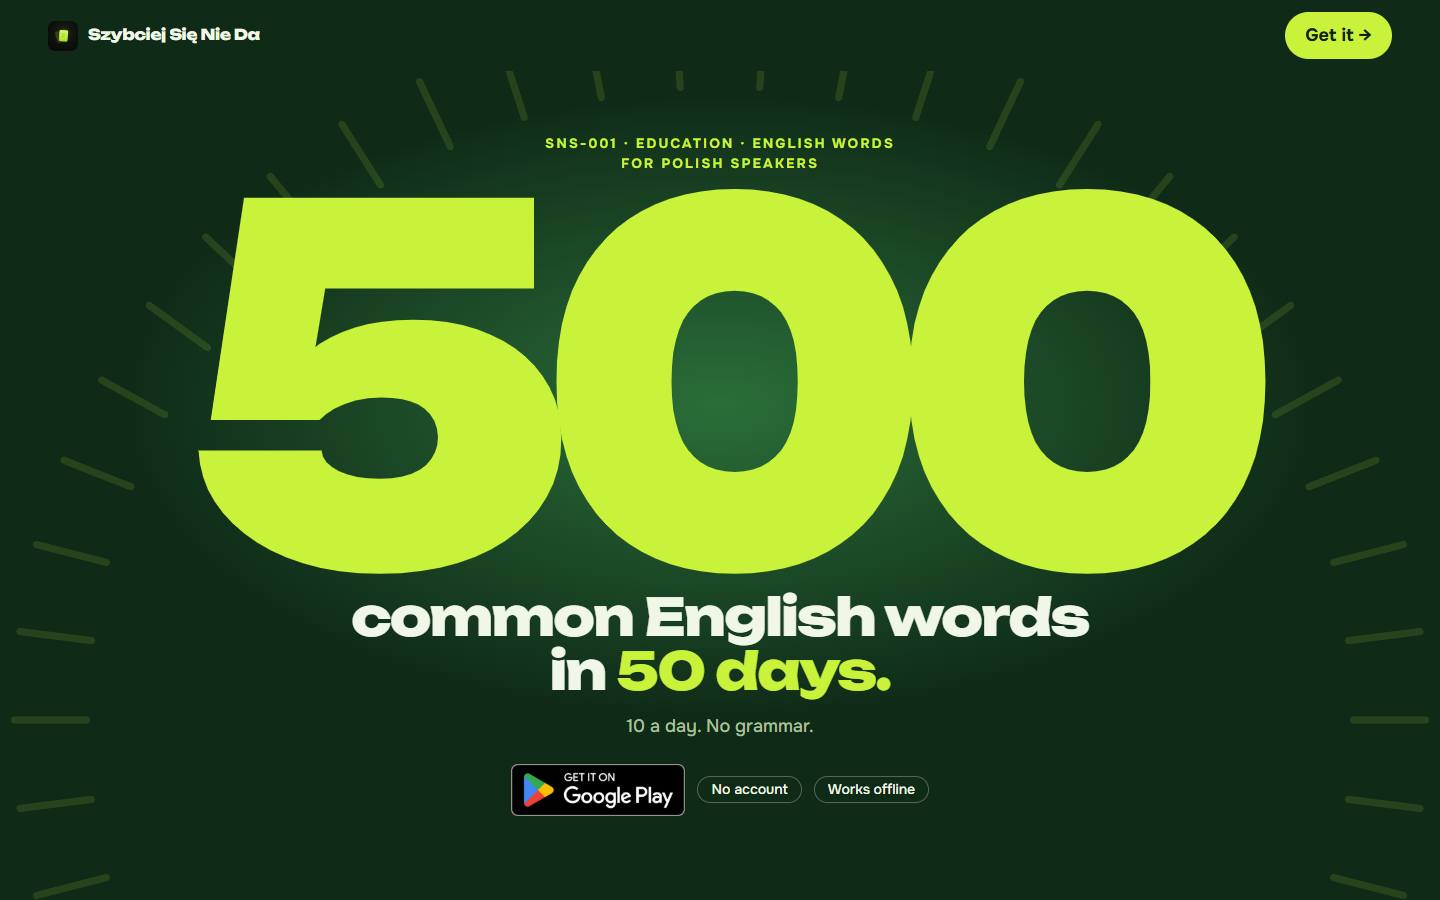 Szybciej Się Nie Da
Get it →
SNS-001 · EDUCATION · ENGLISH WORDS
FOR POLISH SPEAKERS
500
common English words
in 50 days.
10 a day. No grammar.
GET IT ON
Google Play
No account
Works offline